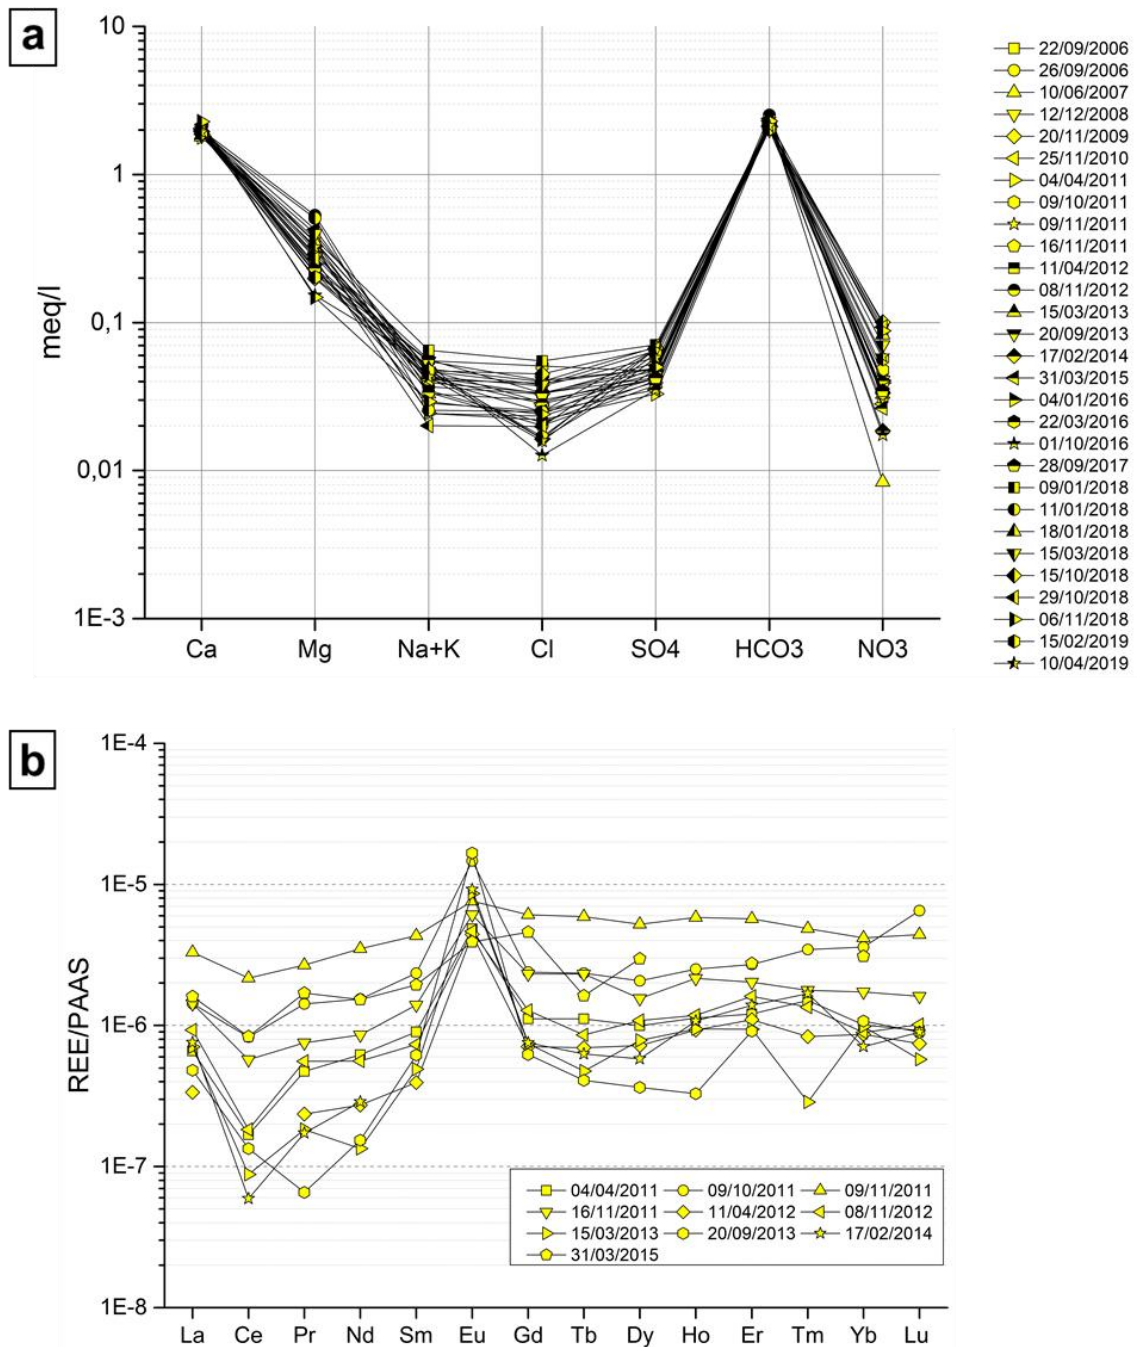 a
10
1
0,1
0,01
1E-3
meq/l
Ca Mg Na+K Cl SO4 HCO3 NO3
22/09/2006
26/09/2006
10/06/2007
12/12/2008
20/11/2009
25/11/2010
04/04/2011
09/10/2011
09/11/2011
16/11/2011
11/04/2012
08/11/2012
15/03/2013
20/09/2013
17/02/2014
31/03/2015
04/01/2016
22/03/2016
01/10/2016
28/09/2017
09/01/2018
11/01/2018
18/01/2018
15/03/2018
15/10/2018
29/10/2018
06/11/2018
15/02/2019
10/04/2019
b
1E-4
1E-5
1E-6
1E-7
1E-8
REE/PAAS
04/04/2011 09/10/2011 09/11/2011
16/11/2011 11/04/2012 08/11/2012
15/03/2013 20/09/2013 17/02/2014
31/03/2015
La Ce Pr Nd Sm Eu Gd Tb Dy Ho Er Tm Yb Lu